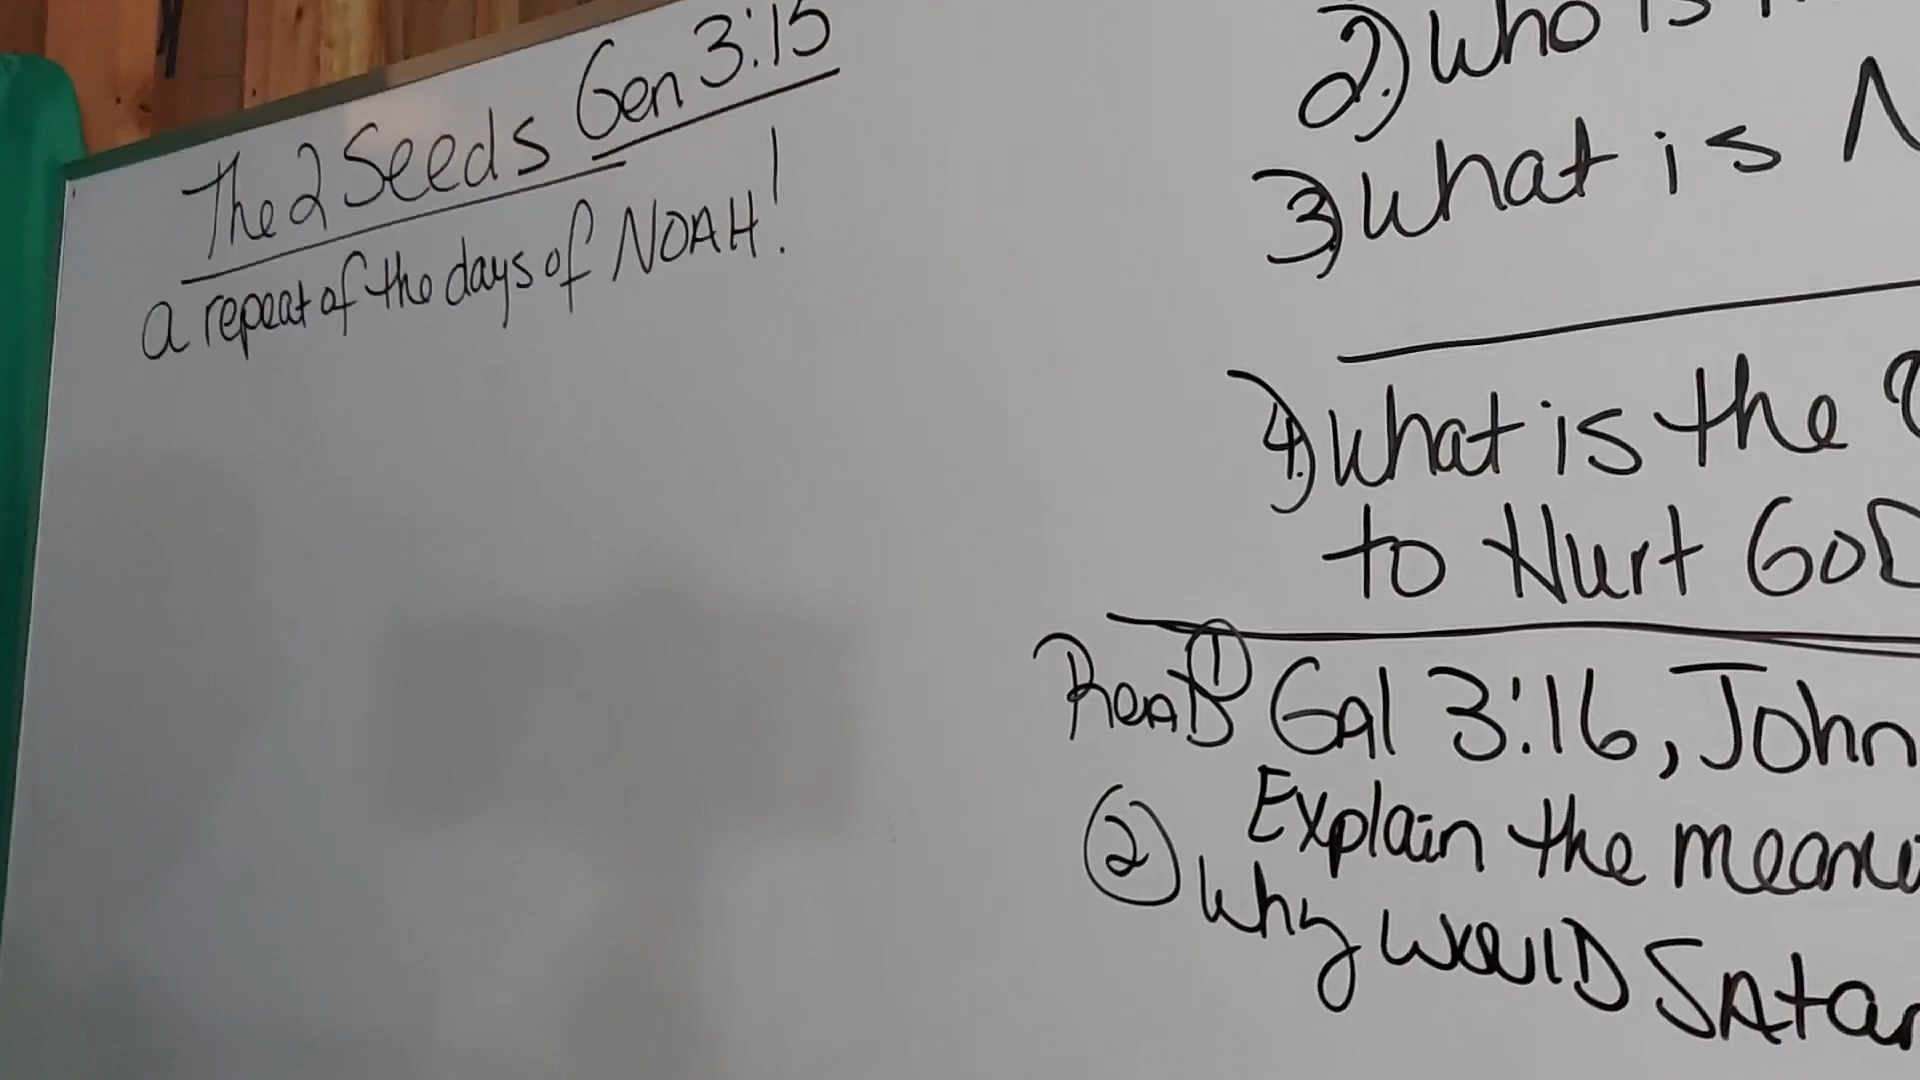 The 2 Seeds Gen 3:15
a repeat of the days of NOAH!
2.) Who is
3) What is
4.) What is the
to Hurt GOD
ReaD ① Gal 3:16, John
Explain the
② Why WOULD SATan